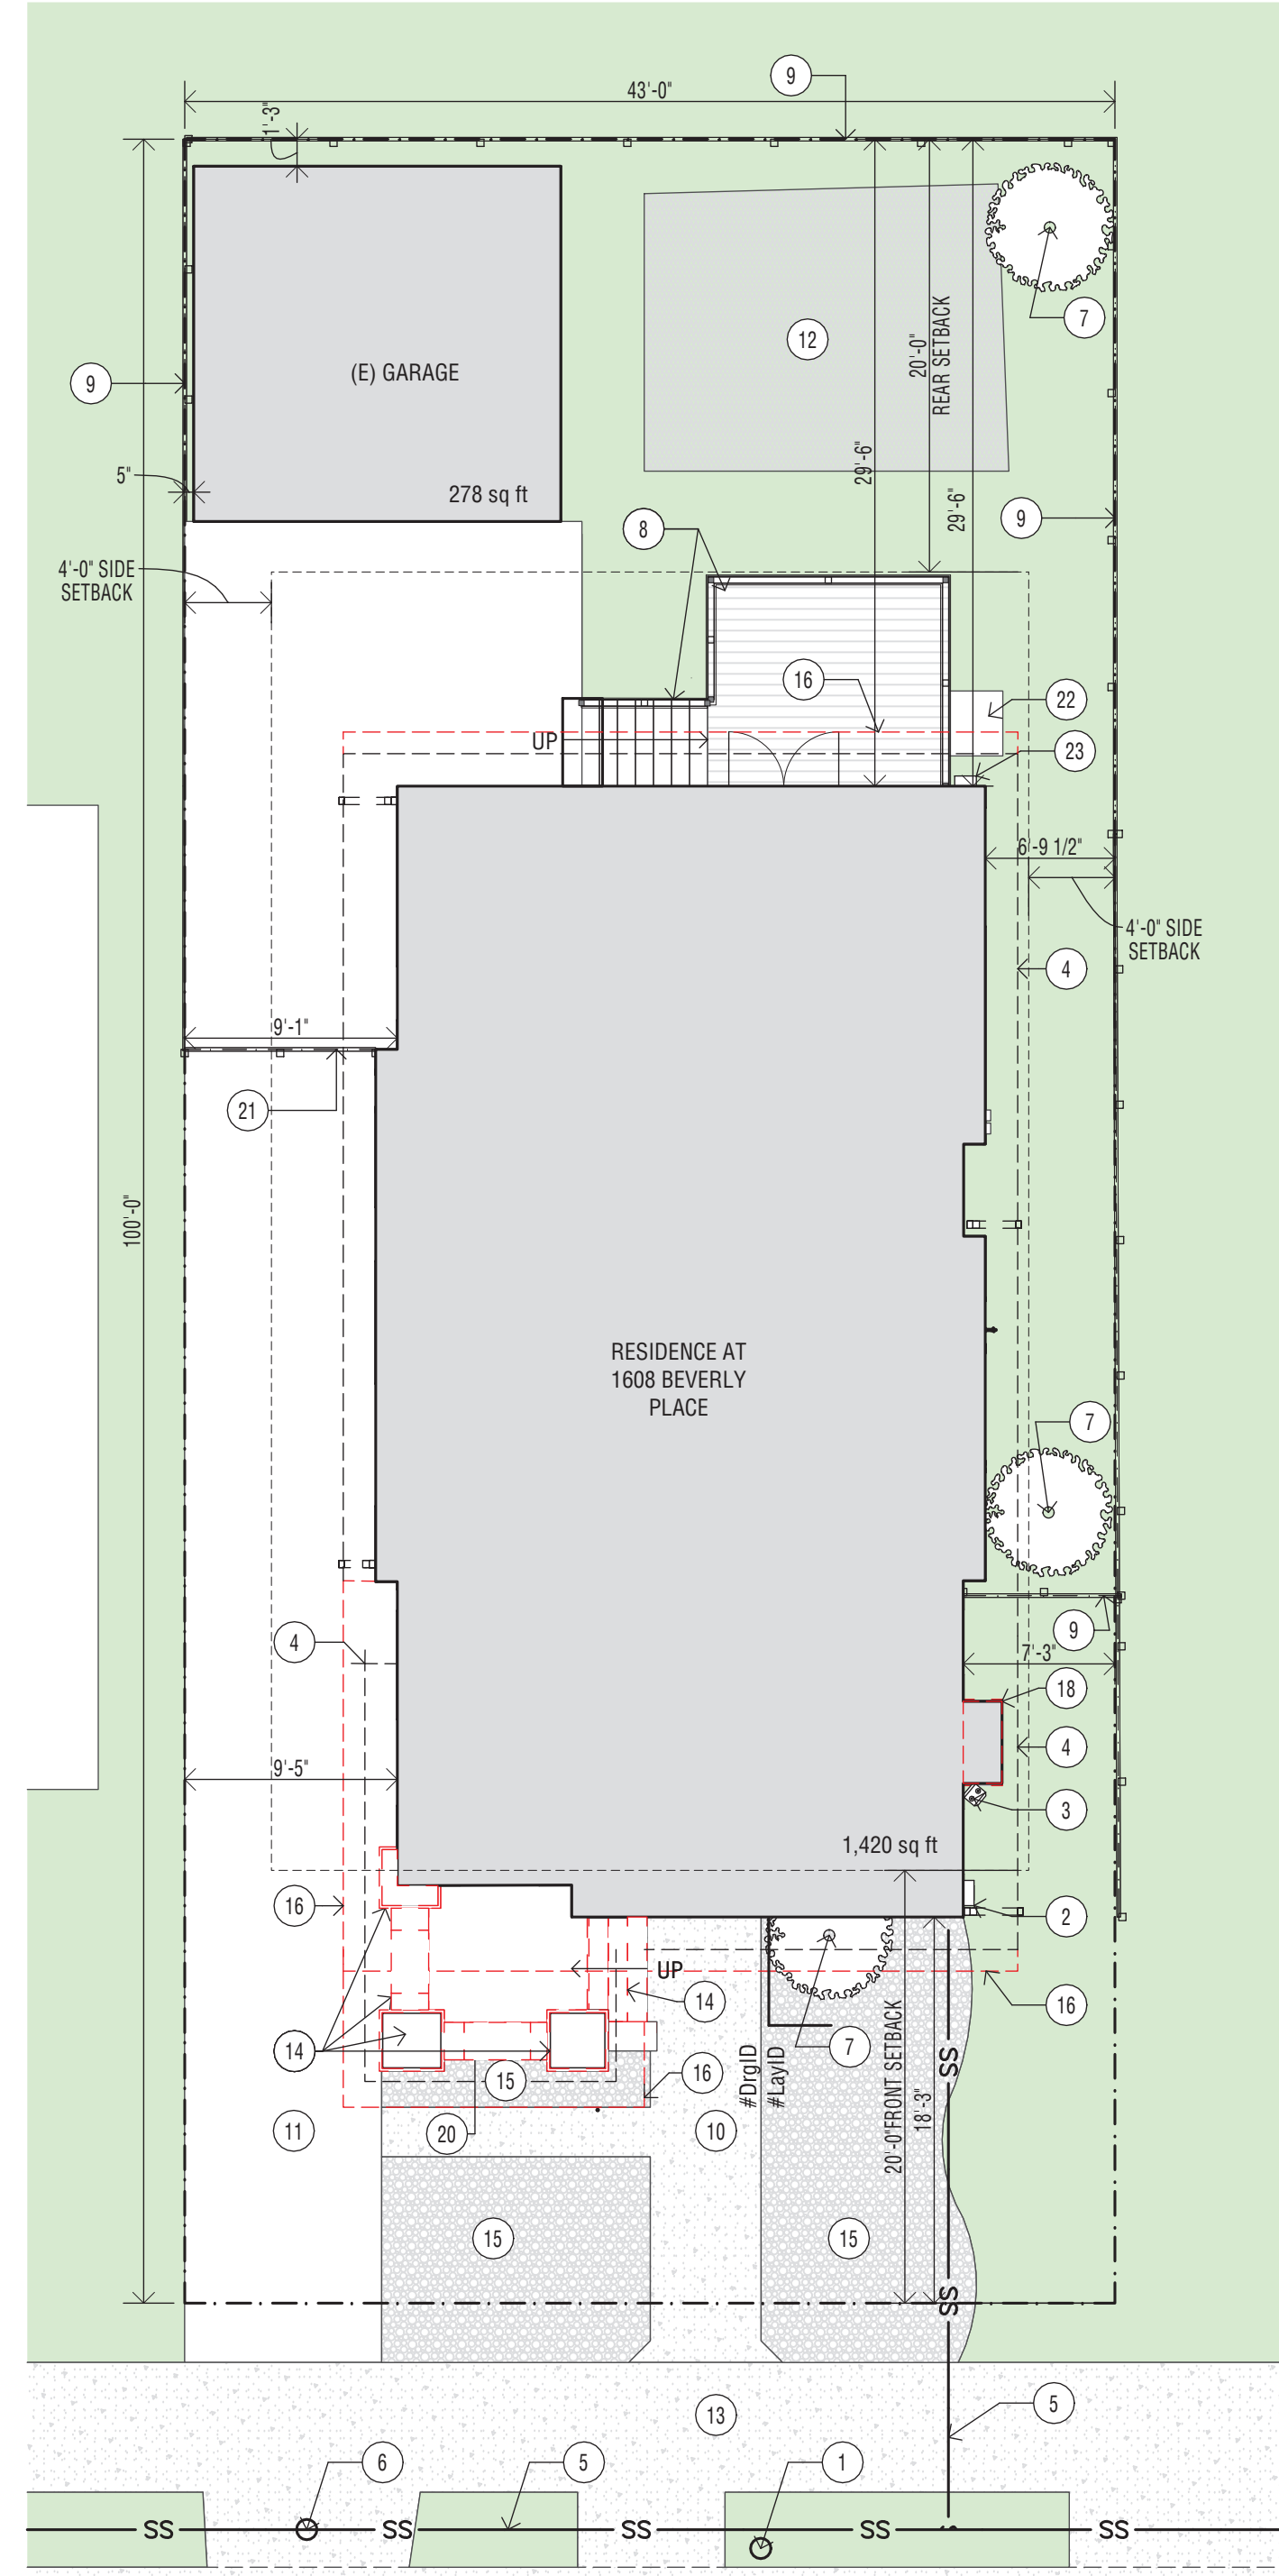 9
43'-0"
1'-3"
7
12
20'-0"
REAR SETBACK
(E) GARAGE
9
29'-6"
5"
278 sq ft
29'-6"
9
8
4'-0" SIDE
SETBACK
16
22
UP
23
6'-9 1/2"
4'-0" SIDE
SETBACK
4
9'-1"
21
100'-0"
RESIDENCE AT
1608 BEVERLY
PLACE
7
9
4
7'-3"
18
4
9'-5"
3
1,420 sq ft
16
2
UP
14
16
14
7
15
16
#DrgID
#LayID
20'-0"FRONT SETBACK
18'-3"
SS
11
20
10
15
15
SS
13
5
6
5
1
SS
SS
SS
SS
SS